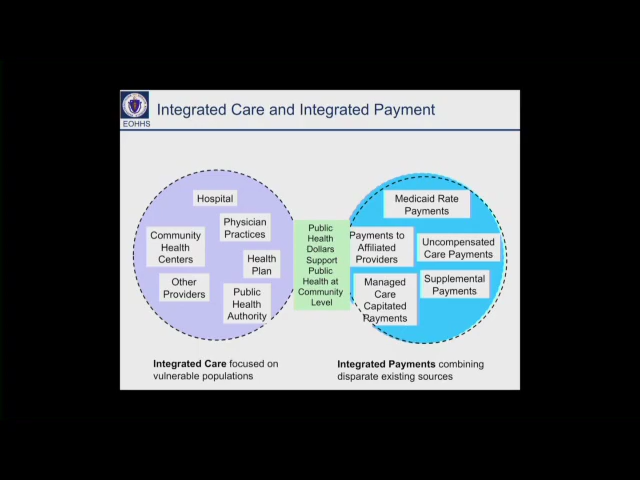 Integrated Care and Integrated Payment
EOHHS
Hospital
Physician
Practices
Community
Health
Centers
Health
Plan
Other
Providers
Public
Health
Authority
Public
Health
Dollars
Support
Public
Health at
Community
Level
Medicaid Rate
Payments
Payments to
Affiliated
Providers
Uncompensated
Care Payments
Managed
Care
Capitated
Payments
Supplemental
Payments
Integrated Care focused on
vulnerable populations
Integrated Payments combining
disparate existing sources